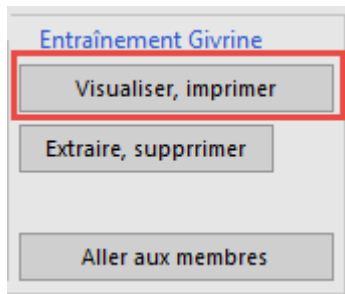 Entraînement Givrine
Visualiser, imprimer
Extraire, supprrimer
Aller aux membres